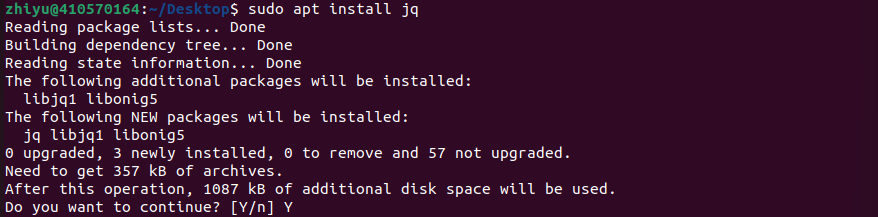 zhiyu@410570164:~/Desktop$ sudo apt install jq
Reading package lists... Done
Building dependency tree... Done
Reading state information... Done
The following additional packages will be installed:
  libjq1 libonig5
The following NEW packages will be installed:
  jq libjq1 libonig5
0 upgraded, 3 newly installed, 0 to remove and 57 not upgraded.
Need to get 357 kB of archives.
After this operation, 1087 kB of additional disk space will be used.
Do you want to continue? [Y/n] Y